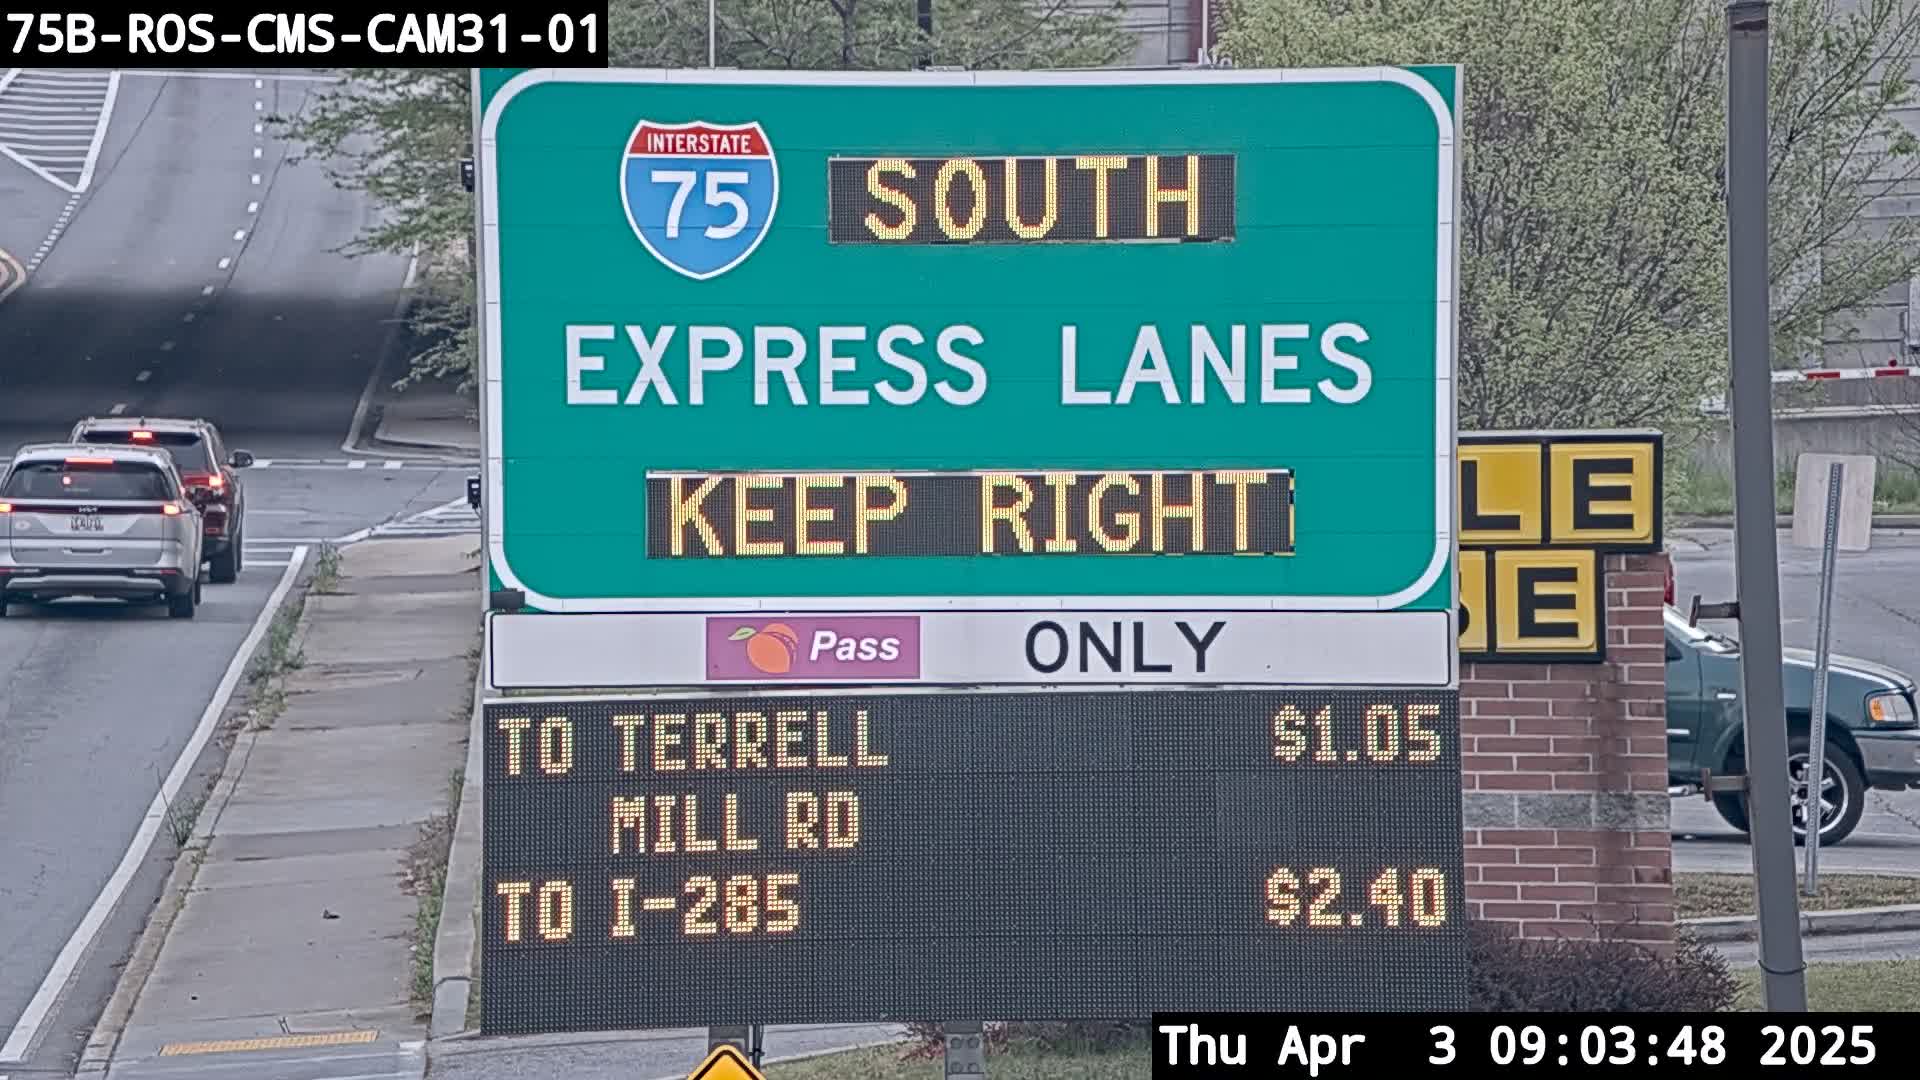 75B-ROS-CMS-CAM31-01
INTERSTATE
75
SOUTH
EXPRESS LANES
KEEP RIGHT
LE
E
Pass
ONLY
TO TERRELL $1.05
MILL RD
TO I-285 $2.40
Thu Apr 3 09:03:48 2025